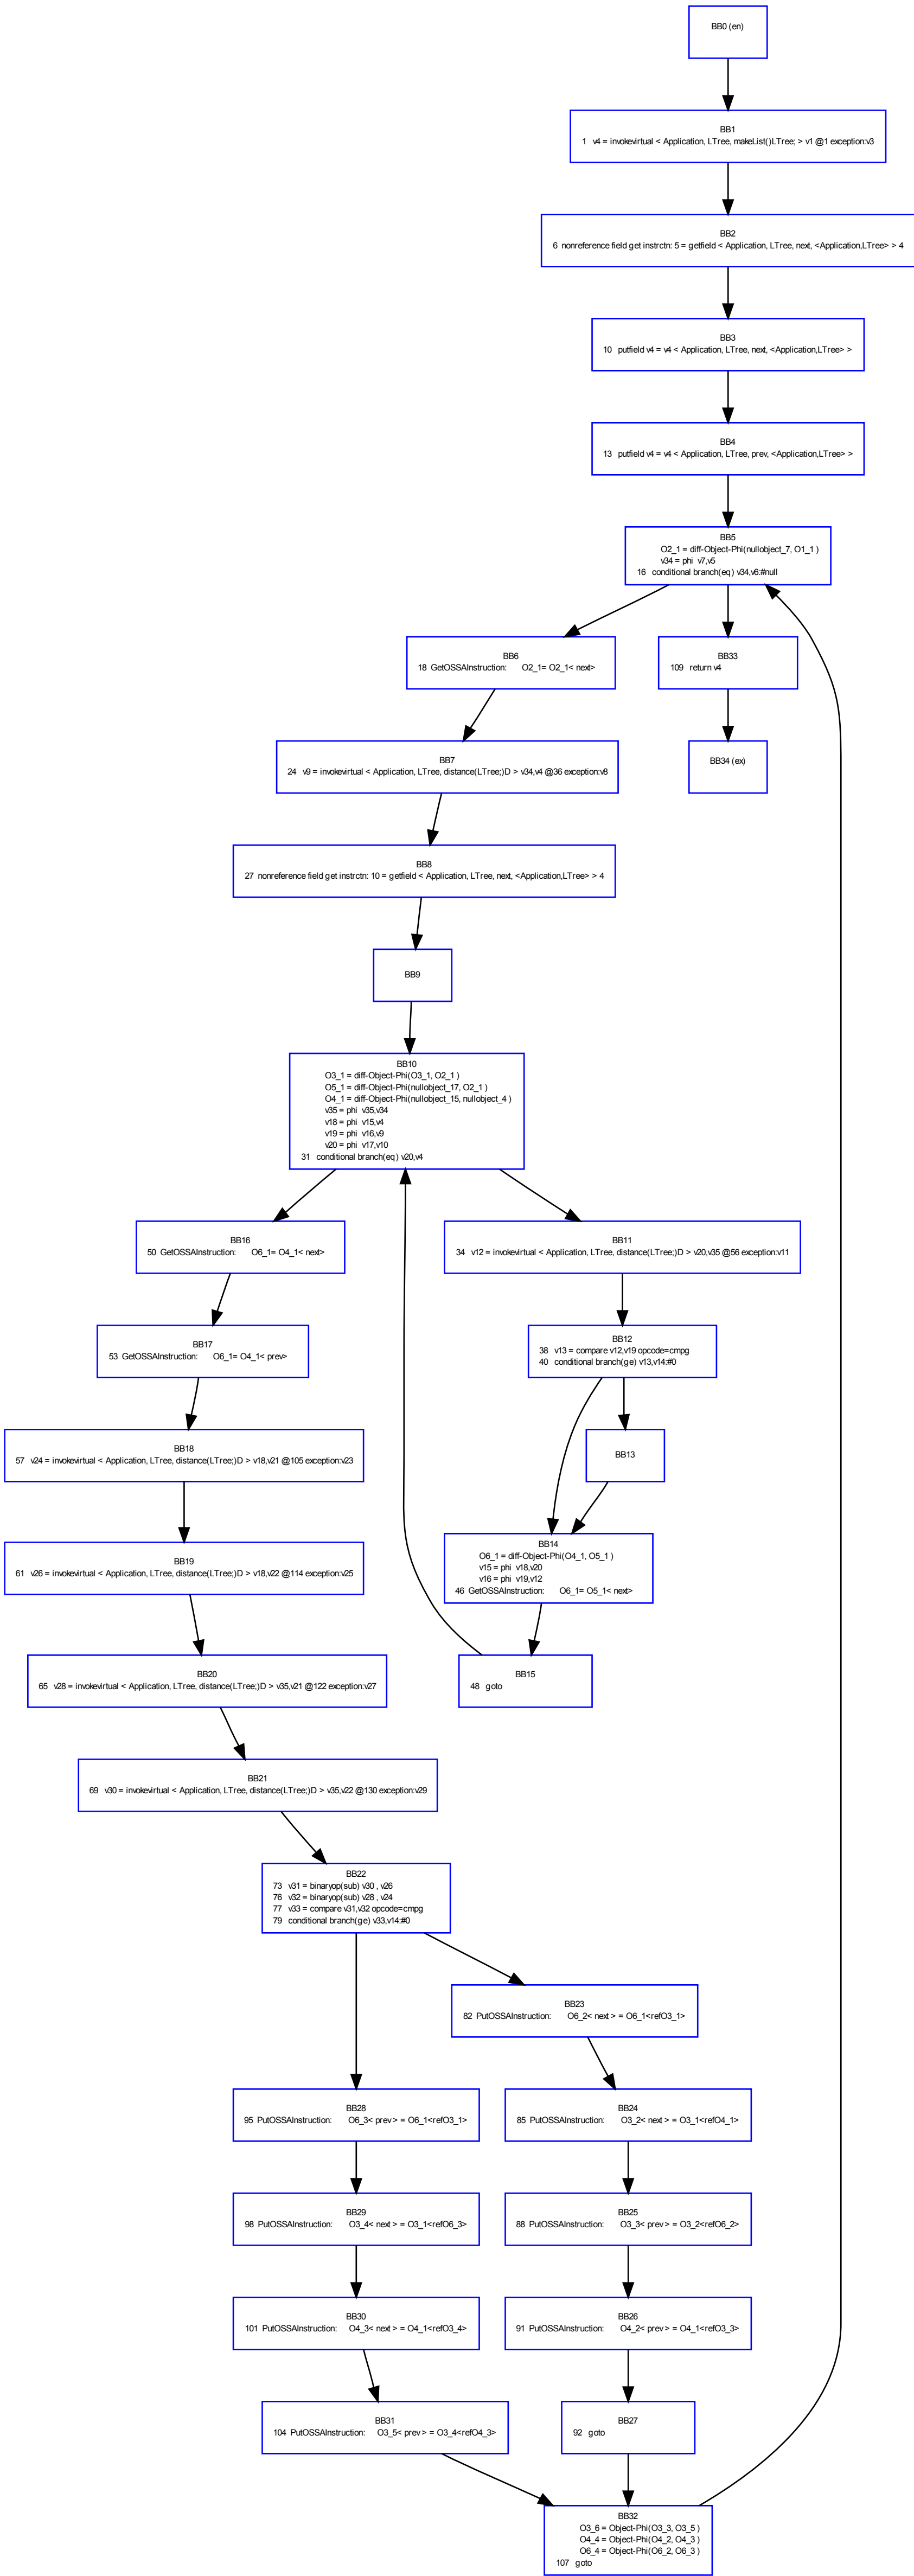 BB0 (en)
BB1
1 v4 = invokevirtual < Application, LTree, makeList()LTree; > v1 @1 exception:v3
BB2
6 nonreference field get instrctn: 5 = getfield < Application, LTree, next, <Application,LTree> > 4
BB3
10 putfield v4 = v4 < Application, LTree, next, <Application,LTree> >
BB4
13 putfield v4 = v4 < Application, LTree, prev, <Application,LTree> >
BB5
O2_1 = diff-Object-Phi(nullobject_7, O1_1 )
v34 = phi v7,v5
16 conditional branch(eq) v34,v6:#null
BB6
18 GetOSSAInstruction: O2_1= O2_1< next>
BB33
109 return v4
BB7
24 v9 = invokevirtual < Application, LTree, distance(LTree;)D > v34,v4 @36 exception:v8
BB34 (ex)
BB8
27 nonreference field get instrctn: 10 = getfield < Application, LTree, next, <Application,LTree> > 4
BB9
BB10
O3_1 = diff-Object-Phi(O3_1, O2_1 )
O5_1 = diff-Object-Phi(nullobject_17, O2_1 )
O4_1 = diff-Object-Phi(nullobject_15, nullobject_4 )
v35 = phi v35,v34
v18 = phi v15,v4
v19 = phi v16,v9
v20 = phi v17,v10
31 conditional branch(eq) v20,v4
BB16
50 GetOSSAInstruction: O6_1= O4_1< next>
BB11
34 v12 = invokevirtual < Application, LTree, distance(LTree;)D > v20,v35 @56 exception:v11
BB17
53 GetOSSAInstruction: O6_1= O4_1< prev>
BB12
38 v13 = compare v12,v19 opcode=cmpg
40 conditional branch(ge) v13,v14:#0
BB18
57 v24 = invokevirtual < Application, LTree, distance(LTree;)D > v18,v21 @105 exception:v23
BB13
BB19
61 v26 = invokevirtual < Application, LTree, distance(LTree;)D > v18,v22 @114 exception:v25
BB14
O6_1 = diff-Object-Phi(O4_1, O5_1 )
v15 = phi v18,v20
v16 = phi v19,v12
46 GetOSSAInstruction: O6_1= O5_1< next>
BB20
65 v28 = invokevirtual < Application, LTree, distance(LTree;)D > v35,v21 @122 exception:v27
BB15
48 goto
BB21
69 v30 = invokevirtual < Application, LTree, distance(LTree;)D > v35,v22 @130 exception:v29
BB22
73 v31 = binaryop(sub) v30 , v26
76 v32 = binaryop(sub) v28 , v24
77 v33 = compare v31,v32 opcode=cmpg
79 conditional branch(ge) v33,v14:#0
BB23
82 PutOSSAInstruction: O6_2< next > = O6_1<refO3_1>
BB28
95 PutOSSAInstruction: O6_3< prev > = O6_1<refO3_1>
BB24
85 PutOSSAInstruction: O3_2< next > = O3_1<refO4_1>
BB29
98 PutOSSAInstruction: O3_4< next > = O3_1<refO6_3>
BB25
88 PutOSSAInstruction: O3_3< prev > = O3_2<refO6_2>
BB30
101 PutOSSAInstruction: O4_3< next > = O4_1<refO3_4>
BB26
91 PutOSSAInstruction: O4_2< prev > = O4_1<refO3_3>
BB31
104 PutOSSAInstruction: O3_5< prev > = O3_4<refO4_3>
BB27
92 goto
BB32
O3_6 = Object-Phi(O3_3, O3_5 )
O4_4 = Object-Phi(O4_2, O4_3 )
O6_4 = Object-Phi(O6_2, O6_3 )
107 goto